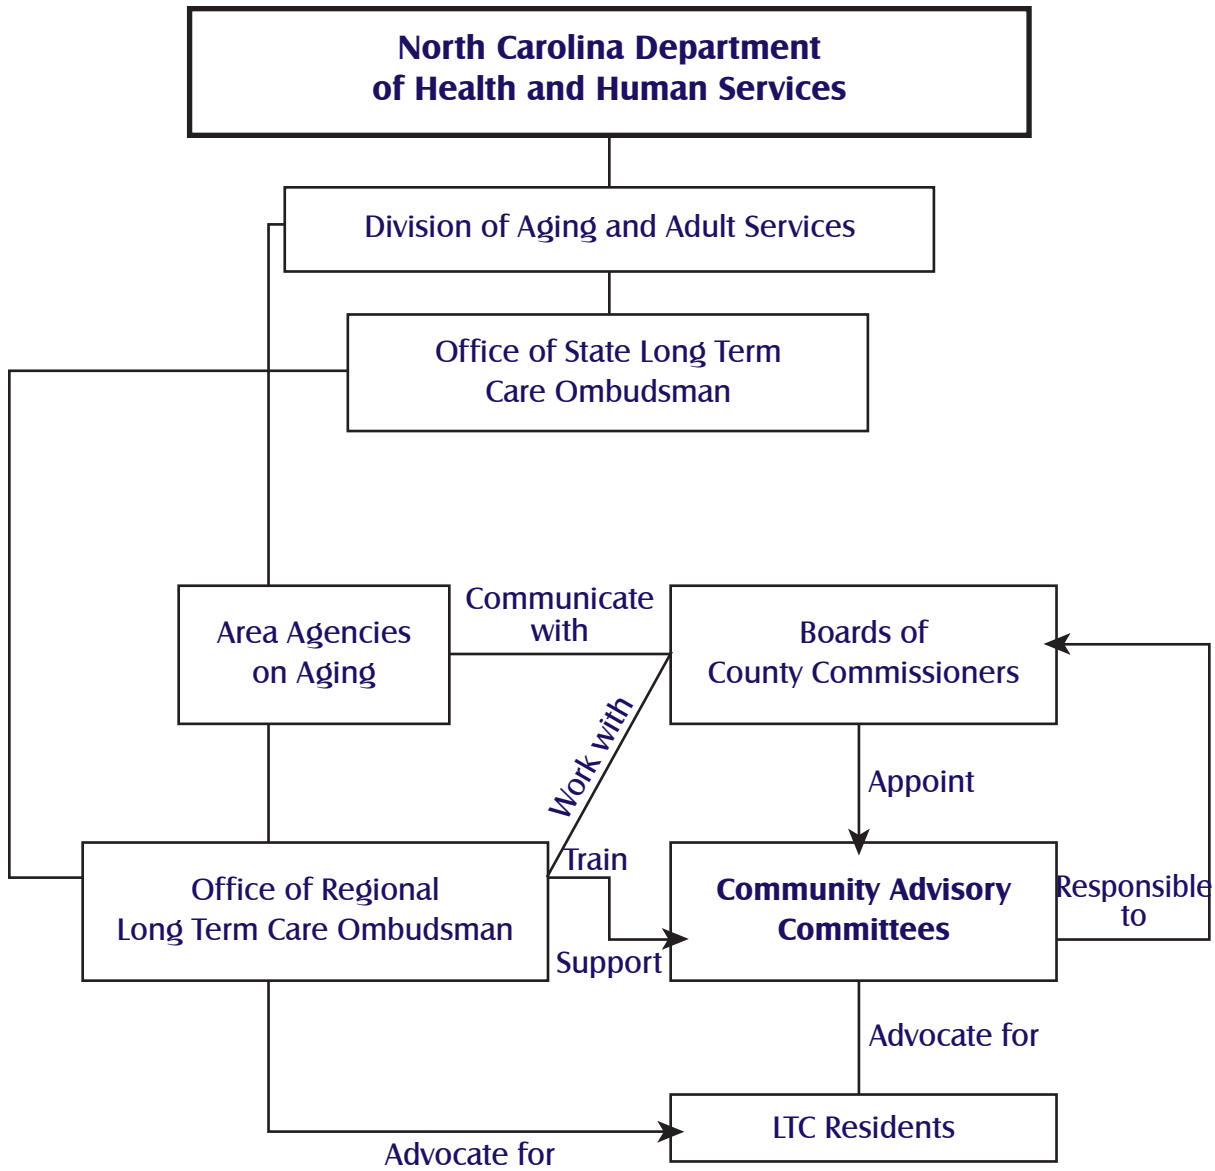 North Carolina Department
of Health and Human Services
Division of Aging and Adult Services
Office of State Long Term
Care Ombudsman
Area Agencies
on Aging
Communicate
with
Boards of
County Commissioners
Work with
Appoint
Office of Regional
Long Term Care Ombudsman
Train
Support
Community Advisory
Committees
Responsible
to
Advocate for
LTC Residents
Advocate for